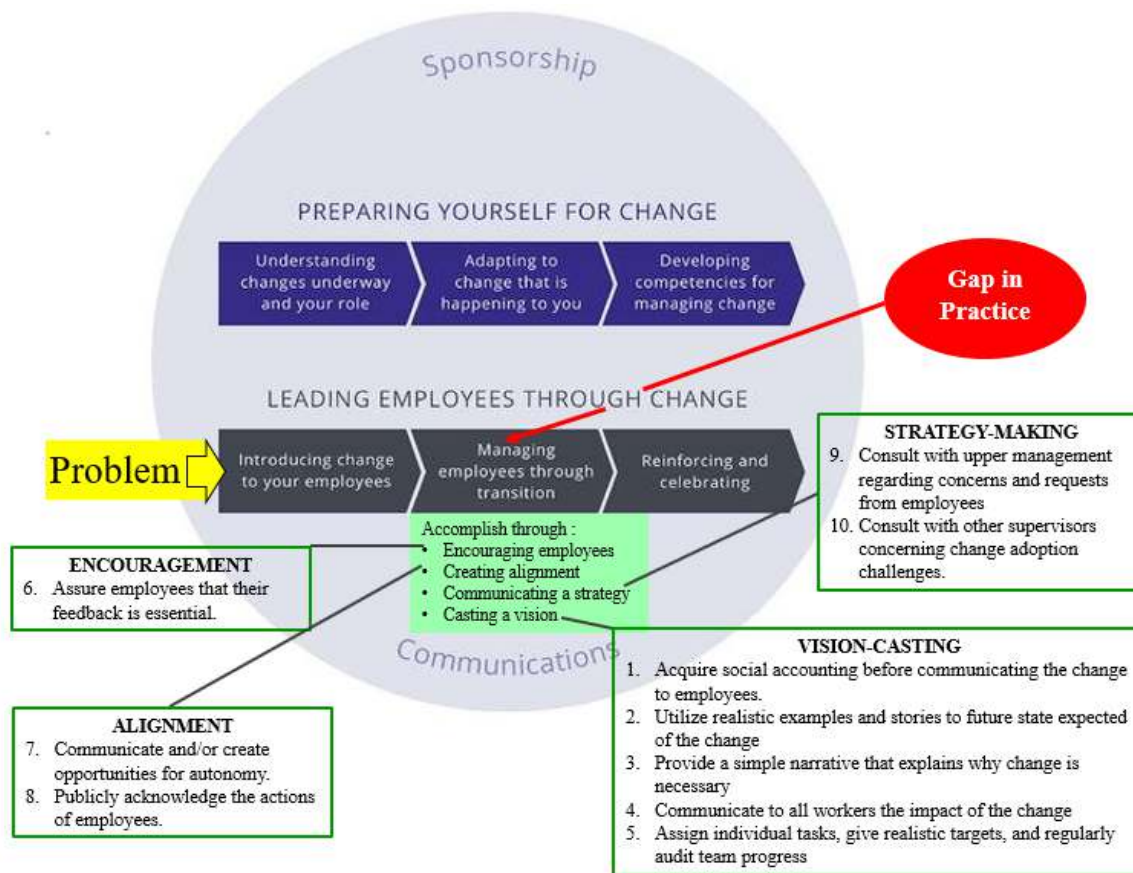 Sponsorship
PREPARING YOURSELF FOR CHANGE
Understanding
changes underway
and your role
Adapting to
change that is
happening to you
Developing
competencies for
managing change
Gap in
Practice
LEADING EMPLOYEES THROUGH CHANGE
Problem
Introducing change
to your employees
Managing
employees through
transition
Reinforcing and
celebrating
Accomplish through :
• Encouraging employees
• Creating alignment
• Communicating a strategy
• Casting a vision
Communications
STRATEGY-MAKING
9. Consult with upper management
regarding concerns and requests
from employees
10. Consult with other supervisors
concerning change adoption
challenges.
ENCOURAGEMENT
6. Assure employees that their
feedback is essential.
ALIGNMENT
7. Communicate and/or create
opportunities for autonomy.
8. Publicly acknowledge the actions
of employees.
VISION-CASTING
1. Acquire social accounting before communicating the change
to employees.
2. Utilize realistic examples and stories to future state expected
of the change
3. Provide a simple narrative that explains why change is
necessary
4. Communicate to all workers the impact of the change
5. Assign individual tasks, give realistic targets, and regularly
audit team progress